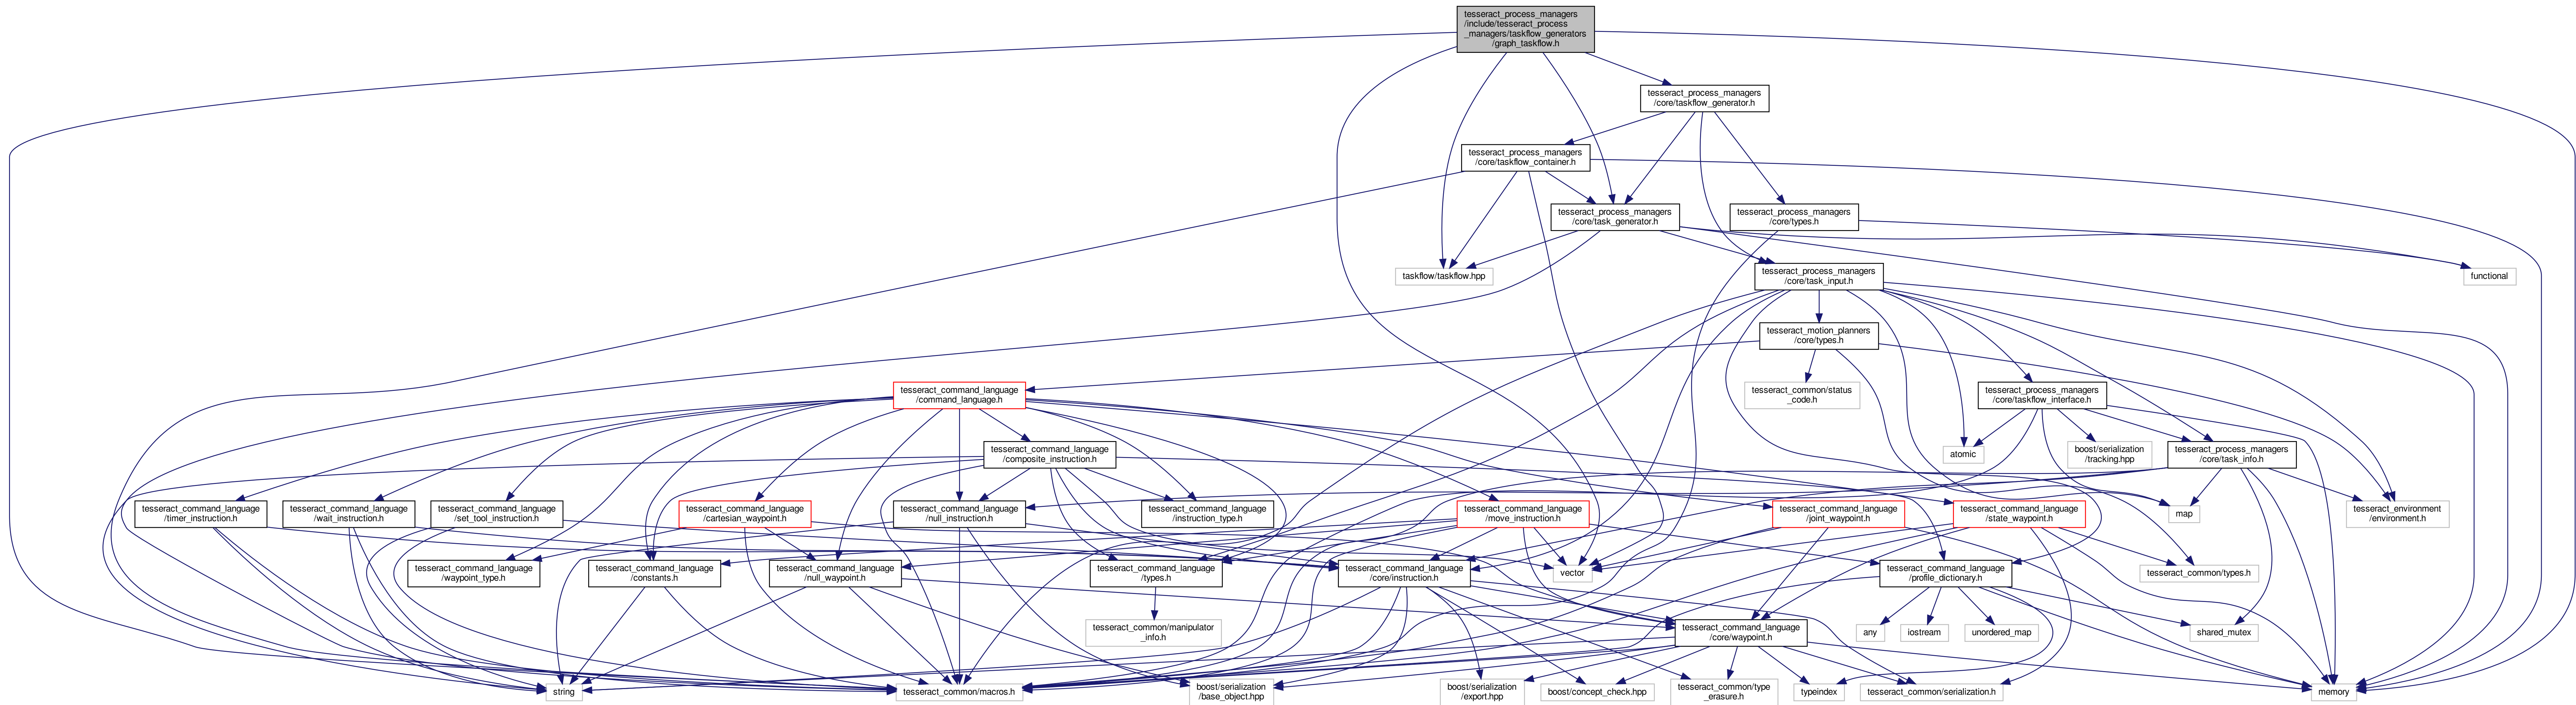 tesseract_process_managers
/include/tesseract_process
_managers/taskflow_generators
/graph_taskflow.h
tesseract_process_managers
/core/taskflow_generator.h
tesseract_process_managers
/core/taskflow_container.h
tesseract_process_managers
/core/task_generator.h
tesseract_process_managers
/core/types.h
taskflow/taskflow.hpp
tesseract_process_managers
/core/task_input.h
functional
tesseract_motion_planners
/core/types.h
tesseract_command_language
/command_language.h
tesseract_common/status
_code.h
tesseract_process_managers
/core/taskflow_interface.h
tesseract_command_language
/composite_instruction.h
atomic
boost/serialization
/tracking.hpp
tesseract_process_managers
/core/task_info.h
tesseract_command_language
/timer_instruction.h
tesseract_command_language
/wait_instruction.h
tesseract_command_language
/set_tool_instruction.h
tesseract_command_language
/cartesian_waypoint.h
tesseract_command_language
/null_instruction.h
tesseract_command_language
/instruction_type.h
tesseract_command_language
/move_instruction.h
tesseract_command_language
/joint_waypoint.h
tesseract_command_language
/state_waypoint.h
map
tesseract_environment
/environment.h
tesseract_command_language
/waypoint_type.h
tesseract_command_language
/constants.h
tesseract_command_language
/null_waypoint.h
tesseract_command_language
/types.h
vector
tesseract_command_language
/core/instruction.h
tesseract_command_language
/profile_dictionary.h
tesseract_common/types.h
tesseract_common/manipulator
_info.h
tesseract_command_language
/core/waypoint.h
any
iostream
unordered_map
shared_mutex
string
tesseract_common/macros.h
boost/serialization
/base_object.hpp
boost/serialization
/export.hpp
boost/concept_check.hpp
tesseract_common/type
_erasure.h
typeindex
tesseract_common/serialization.h
memory